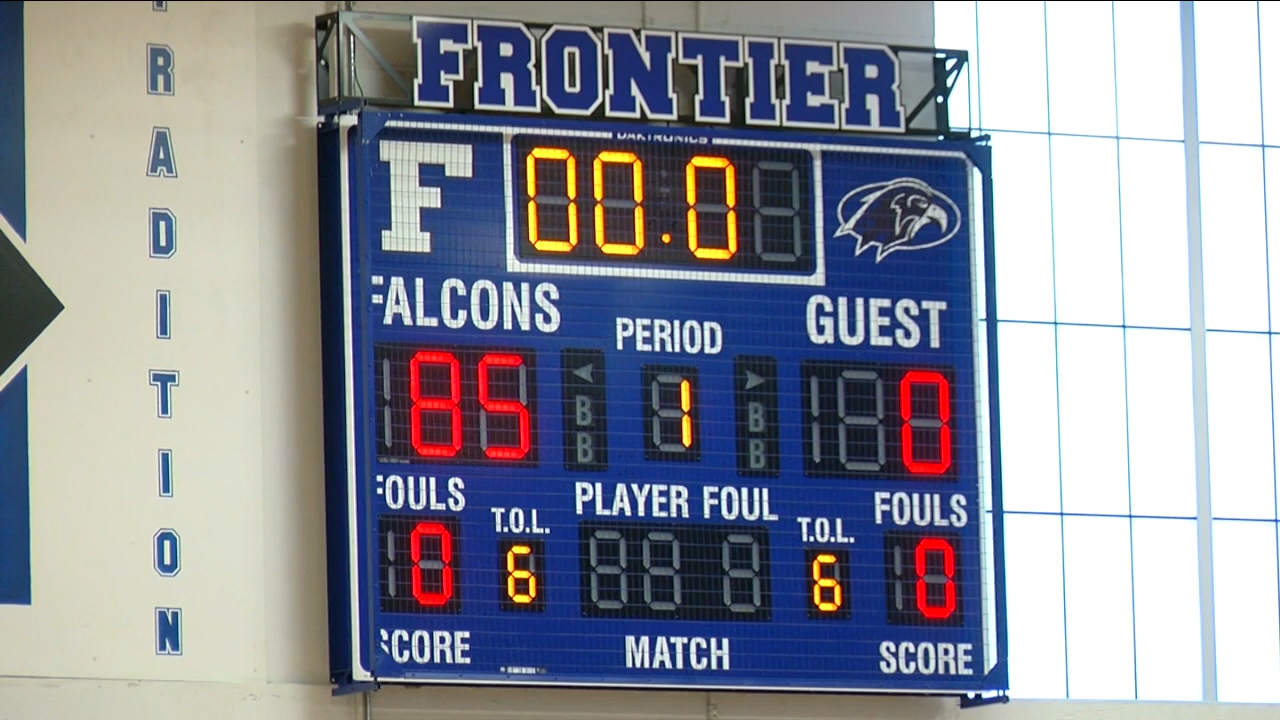 TRADITION
FRONTIER
DAKTRONICS
F
00.0
FALCONS
GUEST
PERIOD
85
1
0
B
B
B
B
FOULS
PLAYER FOUL
FOULS
T.O.L.
T.O.L.
0
6
6
0
SCORE
MATCH
SCORE